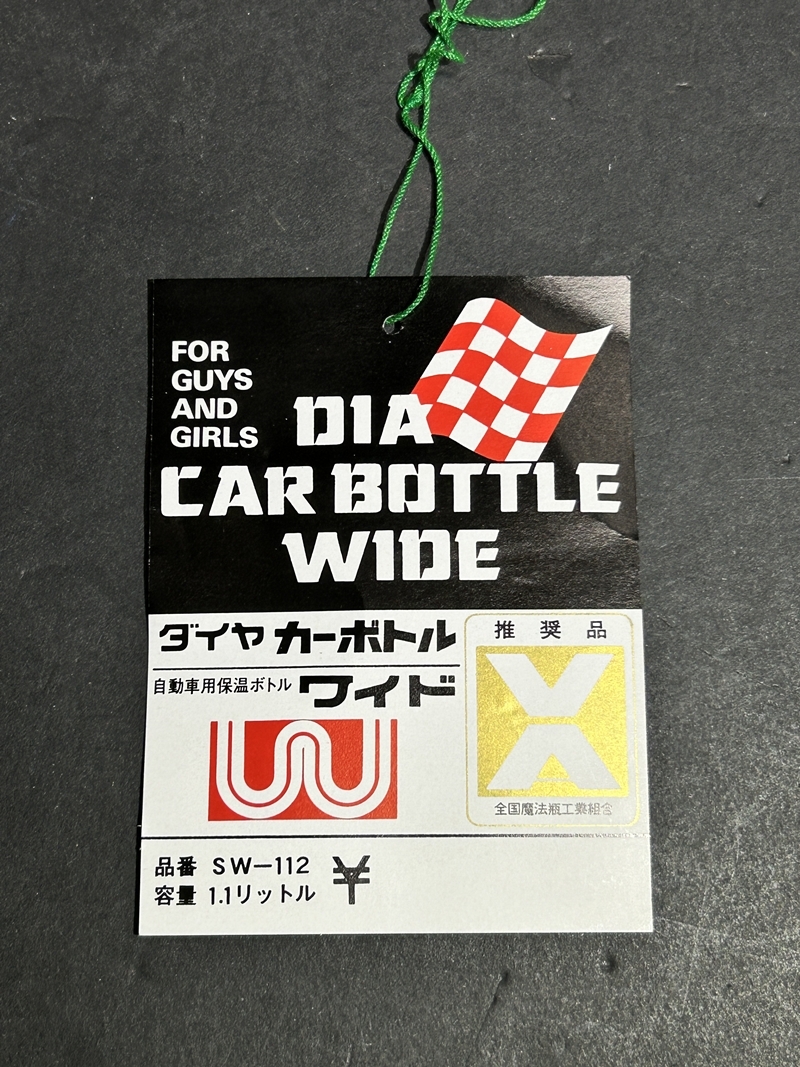 FOR
GUYS
AND
GIRLS
DIA
CAR BOTTLE
WIDE
ダイヤ カーボトル
自動車用保温ボトル ワイド
推奨品
VA
全国魔法瓶工業組合
品番 SW-112
容量 1.1リットル
¥